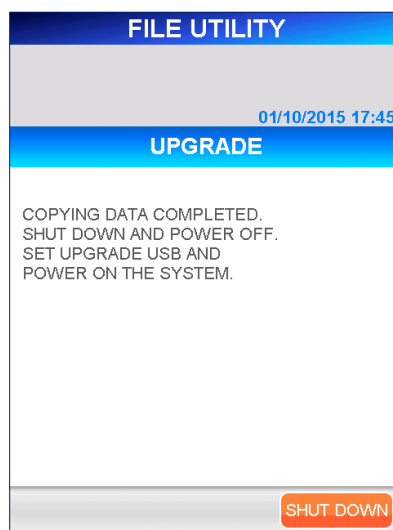 FILE UTILITY
01/10/2015 17:45
UPGRADE
COPYING DATA COMPLETED.
SHUT DOWN AND POWER OFF.
SET UPGRADE USB AND
POWER ON THE SYSTEM.
SHUT DOWN